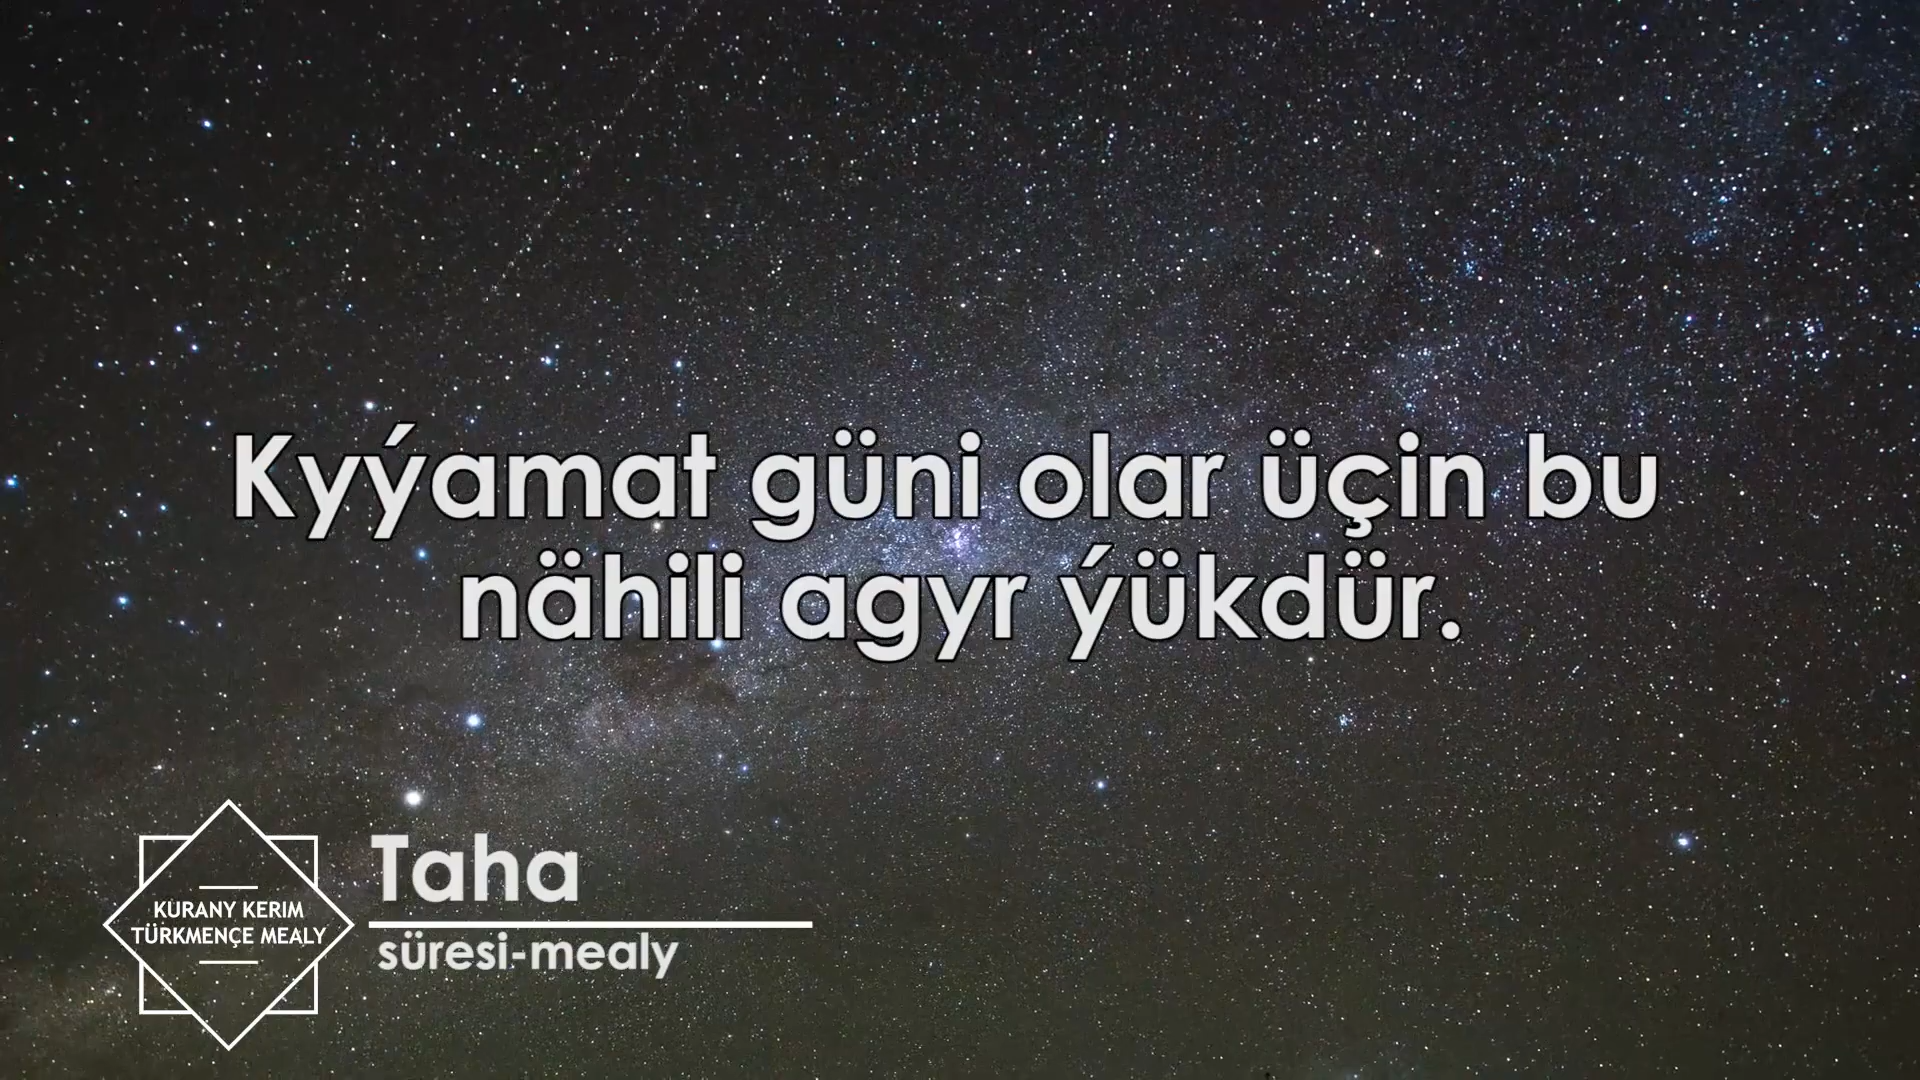 Kyýamat güni olar üçin bu
nähili agyr ýükdür.
Taha
süresi-mealy
KURANY KERIM
TÜRKMENÇE MEALY